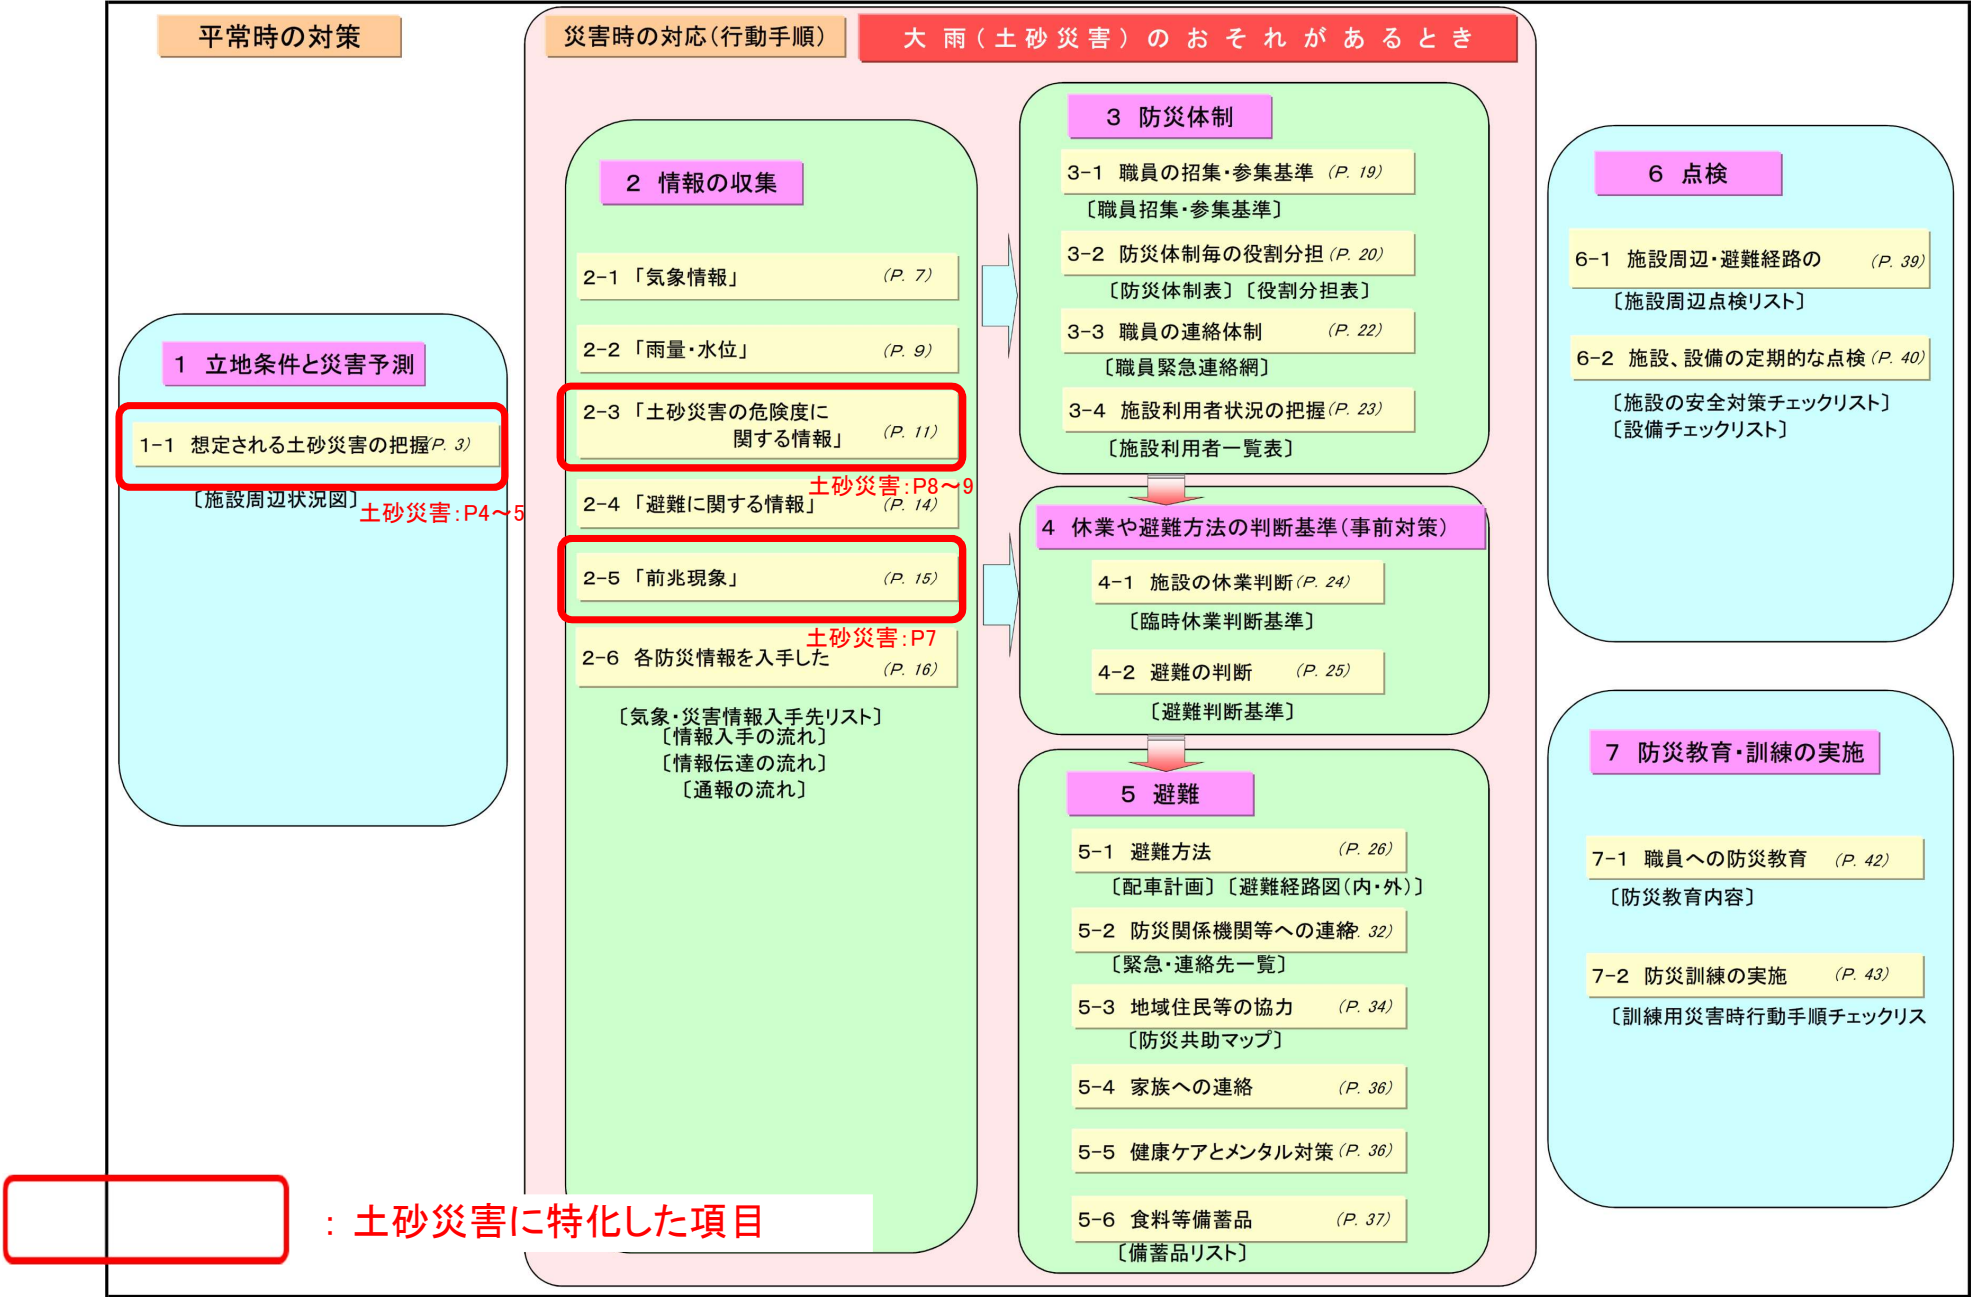 平常時の対策
災害時の対応(行動手順)
大雨(土砂災害)のおそれがあるとき
1 立地条件と災害予測
1-1 想定される土砂災害の把握(P. 3)
〔施設周辺状況図〕
土砂災害:P4～5
2 情報の収集
2-1 「気象情報」 (P. 7)
2-2 「雨量・水位」 (P. 9)
2-3 「土砂災害の危険度に
関する情報」 (P. 11)
土砂災害:P8～9
2-4 「避難に関する情報」 (P. 14)
2-5 「前兆現象」 (P. 15)
土砂災害:P7
2-6 各防災情報を入手した
(P. 16)
〔気象・災害情報入手先リスト〕
〔情報入手の流れ〕
〔情報伝達の流れ〕
〔通報の流れ〕
3 防災体制
3-1 職員の招集・参集基準 (P. 19)
〔職員招集・参集基準〕
3-2 防災体制毎の役割分担 (P. 20)
〔防災体制表〕〔役割分担表〕
3-3 職員の連絡体制 (P. 22)
〔職員緊急連絡網〕
3-4 施設利用者状況の把握 (P. 23)
〔施設利用者一覧表〕
4 休業や避難方法の判断基準(事前対策)
4-1 施設の休業判断 (P. 24)
〔臨時休業判断基準〕
4-2 避難の判断 (P. 25)
〔避難判断基準〕
5 避難
5-1 避難方法 (P. 26)
〔配車計画〕〔避難経路図(内・外)〕
5-2 防災関係機関等への連絡. 32)
〔緊急・連絡先一覧〕
5-3 地域住民等の協力 (P. 34)
〔防災共助マップ〕
5-4 家族への連絡 (P. 36)
5-5 健康ケアとメンタル対策 (P. 36)
5-6 食料等備蓄品 (P. 37)
〔備蓄品リスト〕
6 点検
6-1 施設周辺・避難経路の (P. 39)
〔施設周辺点検リスト〕
6-2 施設、設備の定期的な点検 (P. 40)
〔施設の安全対策チェックリスト〕
〔設備チェックリスト〕
7 防災教育・訓練の実施
7-1 職員への防災教育 (P. 42)
〔防災教育内容〕
7-2 防災訓練の実施 (P. 43)
〔訓練用災害時行動手順チェックリス
: 土砂災害に特化した項目